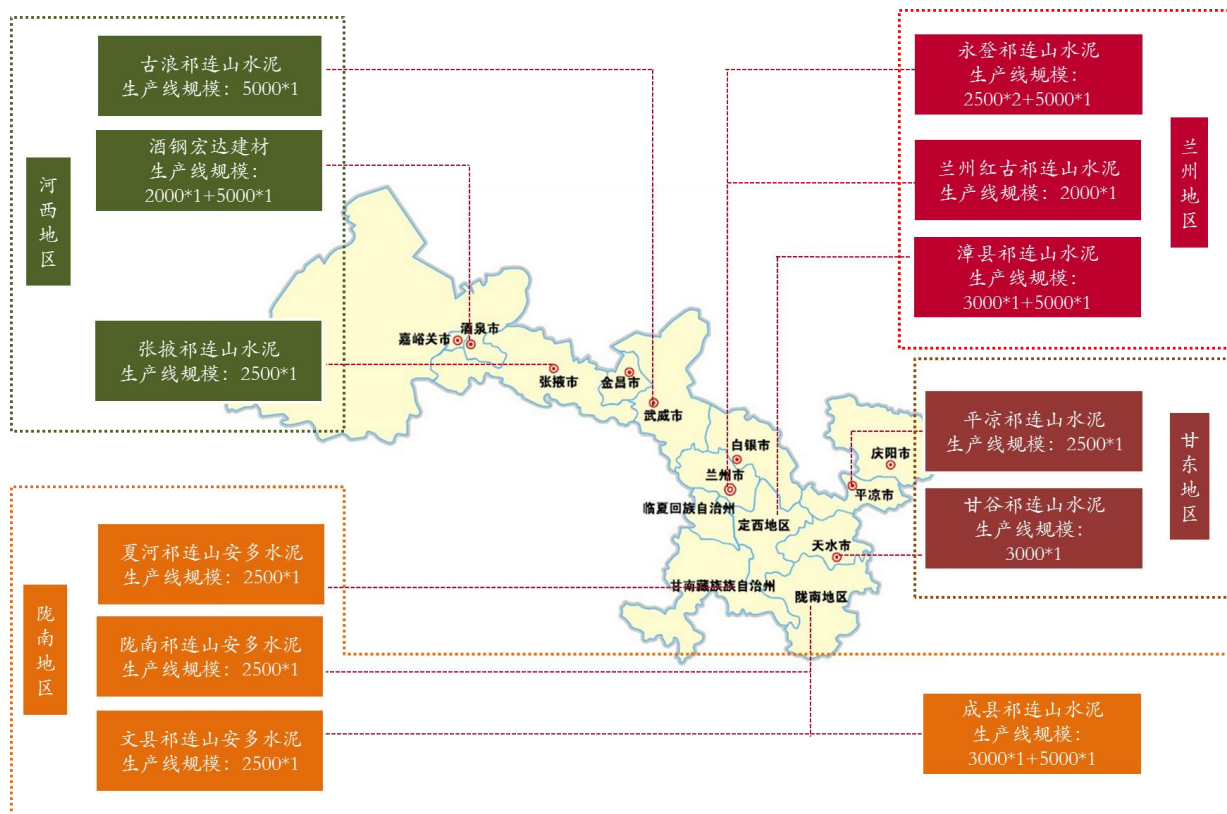 河西地区
古浪祁连山水泥
生产线规模：5000*1
酒钢宏达建材
生产线规模：
2000*1+5000*1
张掖祁连山水泥
生产线规模：2500*1
兰州地区
永登祁连山水泥
生产线规模：
2500*2+5000*1
兰州红古祁连山水泥
生产线规模：2000*1
漳县祁连山水泥
生产线规模：
3000*1+5000*1
嘉峪关市
酒泉市
张掖市
金昌市
武威市
白银市
兰州市
临夏回族自治州
定西地区
庆阳市
平凉市
天水市
甘南藏族族自治州
陇南地区
甘东地区
平凉祁连山水泥
生产线规模：2500*1
甘谷祁连山水泥
生产线规模：
3000*1
陇南地区
夏河祁连山安多水泥
生产线规模：2500*1
陇南祁连山安多水泥
生产线规模：2500*1
文县祁连山安多水泥
生产线规模：2500*1
成县祁连山水泥
生产线规模：
3000*1+5000*1